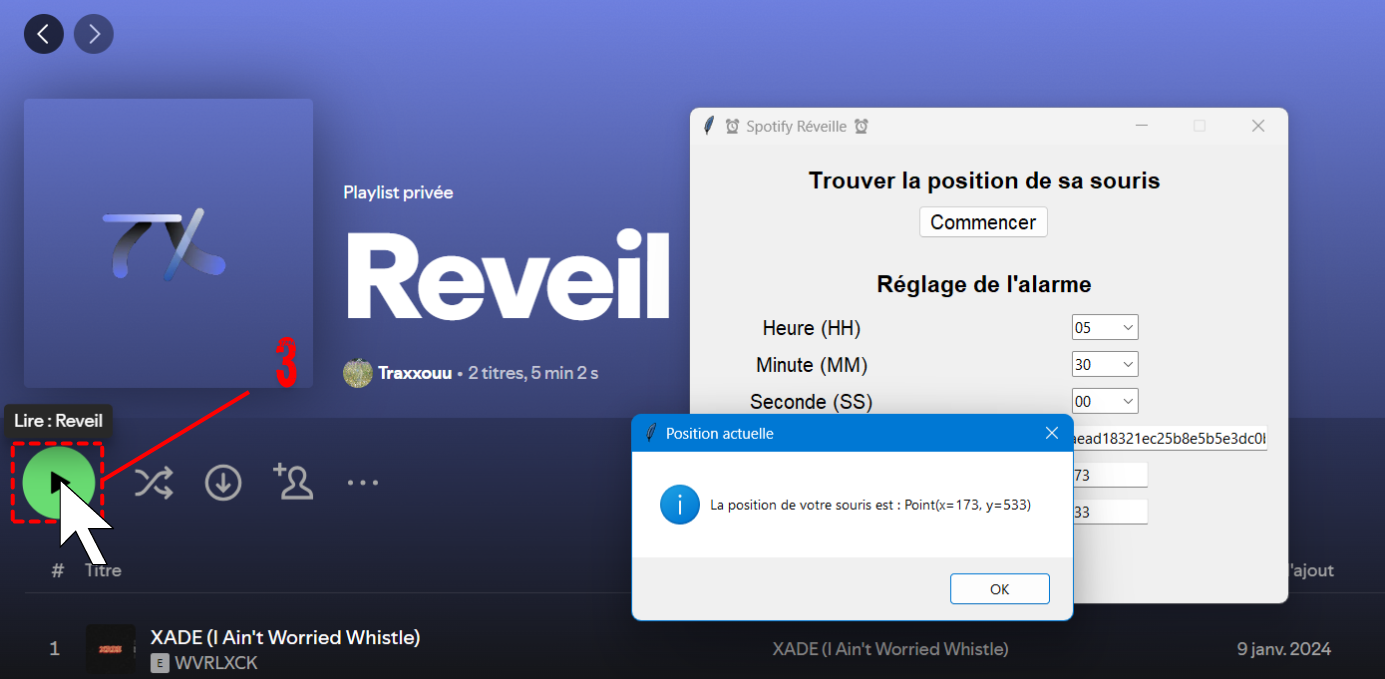 Playlist privée
Reveil
Traxxouu • 2 titres, 5 min 2 s
3
Lire : Reveil
# Titre
'ajout
1
XADE (I Ain't Worried Whistle)
E WVRLXCK
XADE (I Ain't Worried Whistle)
9 janv. 2024
Spotify Réveille
Trouver la position de sa souris
Commencer
Réglage de l'alarme
Heure (HH) 05
Minute (MM) 30
Seconde (SS) 00
aead18321ec25b8e5b5e3dc0
73
33
Position actuelle
La position de votre souris est : Point(x=173, y=533)
OK